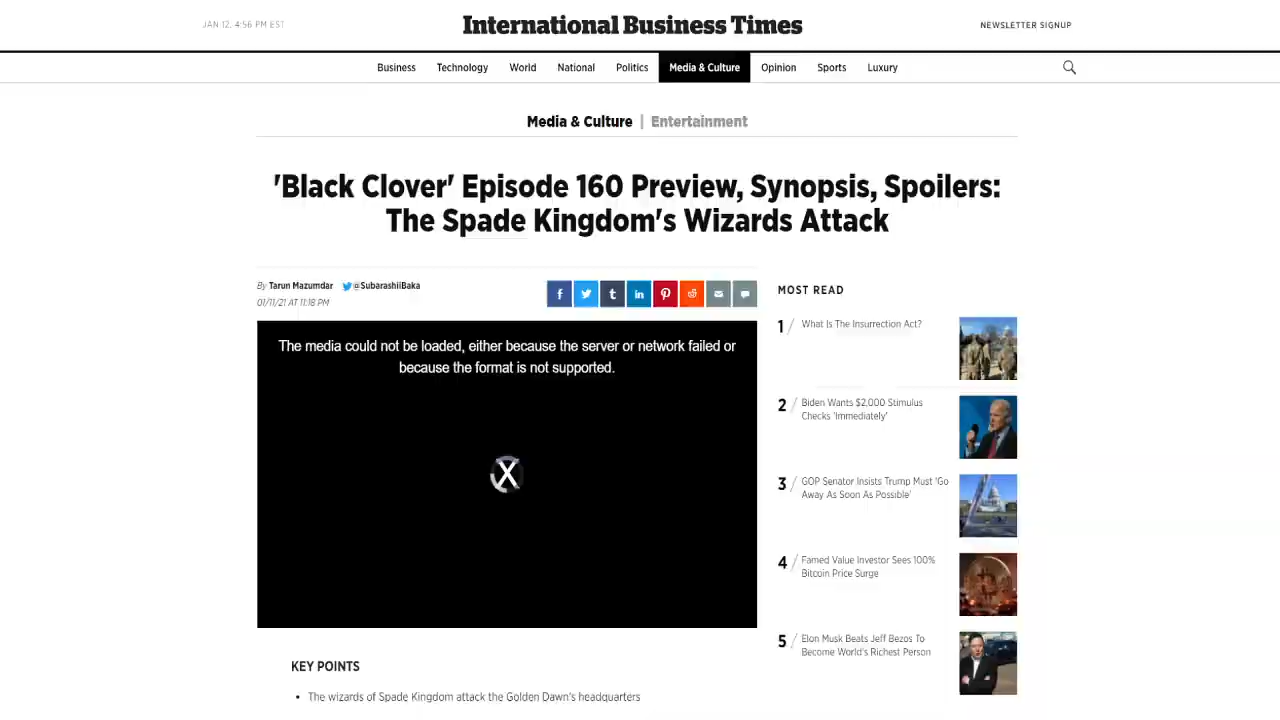 JAN 12, 4:56 PM EST
International Business Times
NEWSLETTER SIGNUP
Business Technology World National Politics Media & Culture Opinion Sports Luxury
Media & Culture | Entertainment
'Black Clover' Episode 160 Preview, Synopsis, Spoilers:
The Spade Kingdom's Wizards Attack
By Tarun Mazumdar @SubarashiiBaka
01/11/21 AT 11:18 PM
The media could not be loaded, either because the server or network failed or
because the format is not supported.
X
KEY POINTS
• The wizards of Spade Kingdom attack the Golden Dawn's headquarters
MOST READ
1 / What Is The Insurrection Act?
2 / Biden Wants $2,000 Stimulus
Checks 'Immediately'
3 / GOP Senator Insists Trump Must 'Go
Away As Soon As Possible'
4 / Famed Value Investor Sees 100%
Bitcoin Price Surge
5 / Elon Musk Beats Jeff Bezos To
Become World's Richest Person